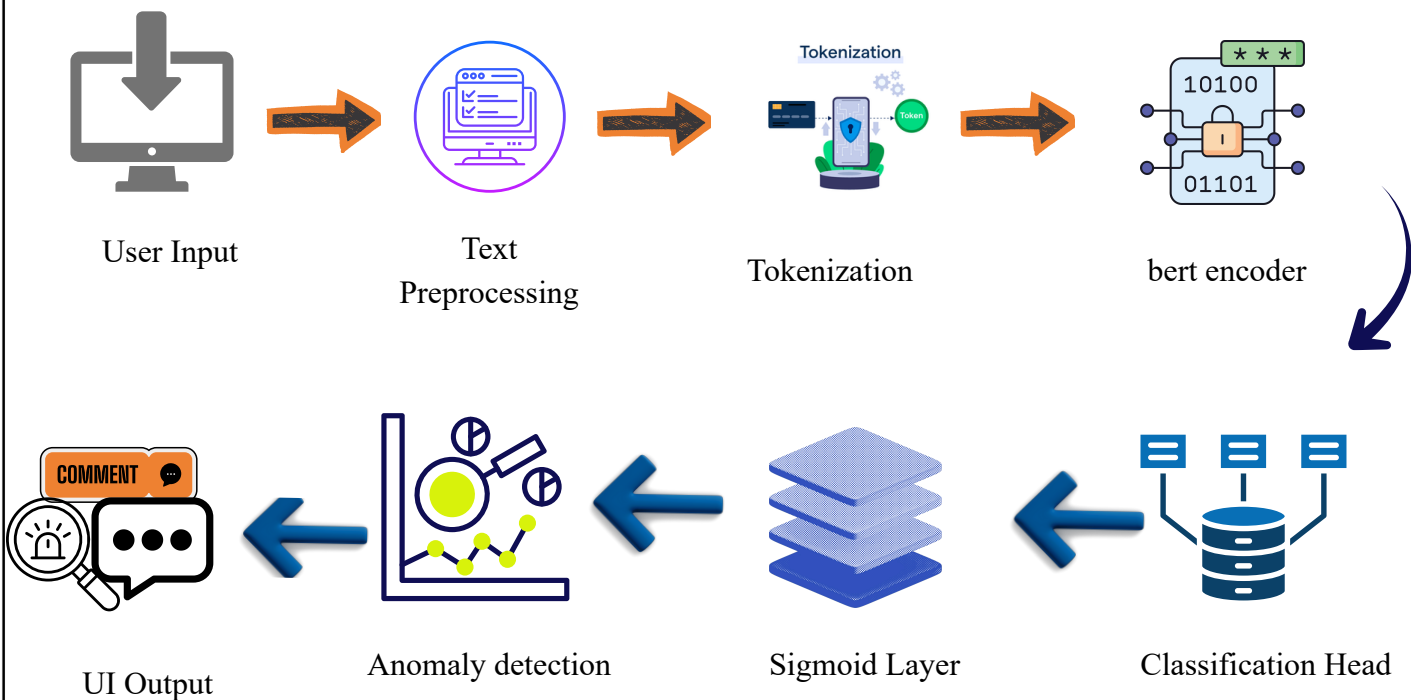 Tokenization
Token
* * *
10100
01101
User Input
Text
Preprocessing
Tokenization
bert encoder
COMMENT
UI Output
Anomaly detection
Sigmoid Layer
Classification Head